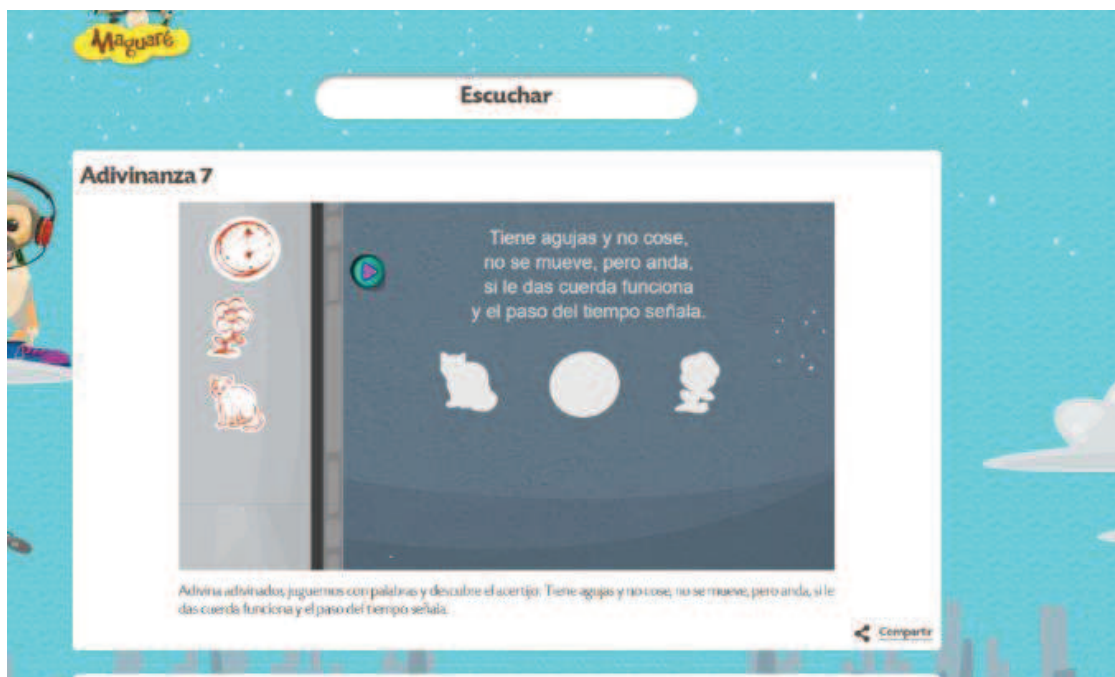 Maguaré
Escuchar
Adivinanza 7
Tiene agujas y no cose,
no se mueve, pero anda,
si le das cuerda funciona
y el paso del tiempo señala.
Adivina adivinador, juguemos con palabras y descubre el acertijo: Tiene agujas y no cose, no se mueve, pero anda, si le
das cuerda funciona y el paso del tiempo señala.
Compartir